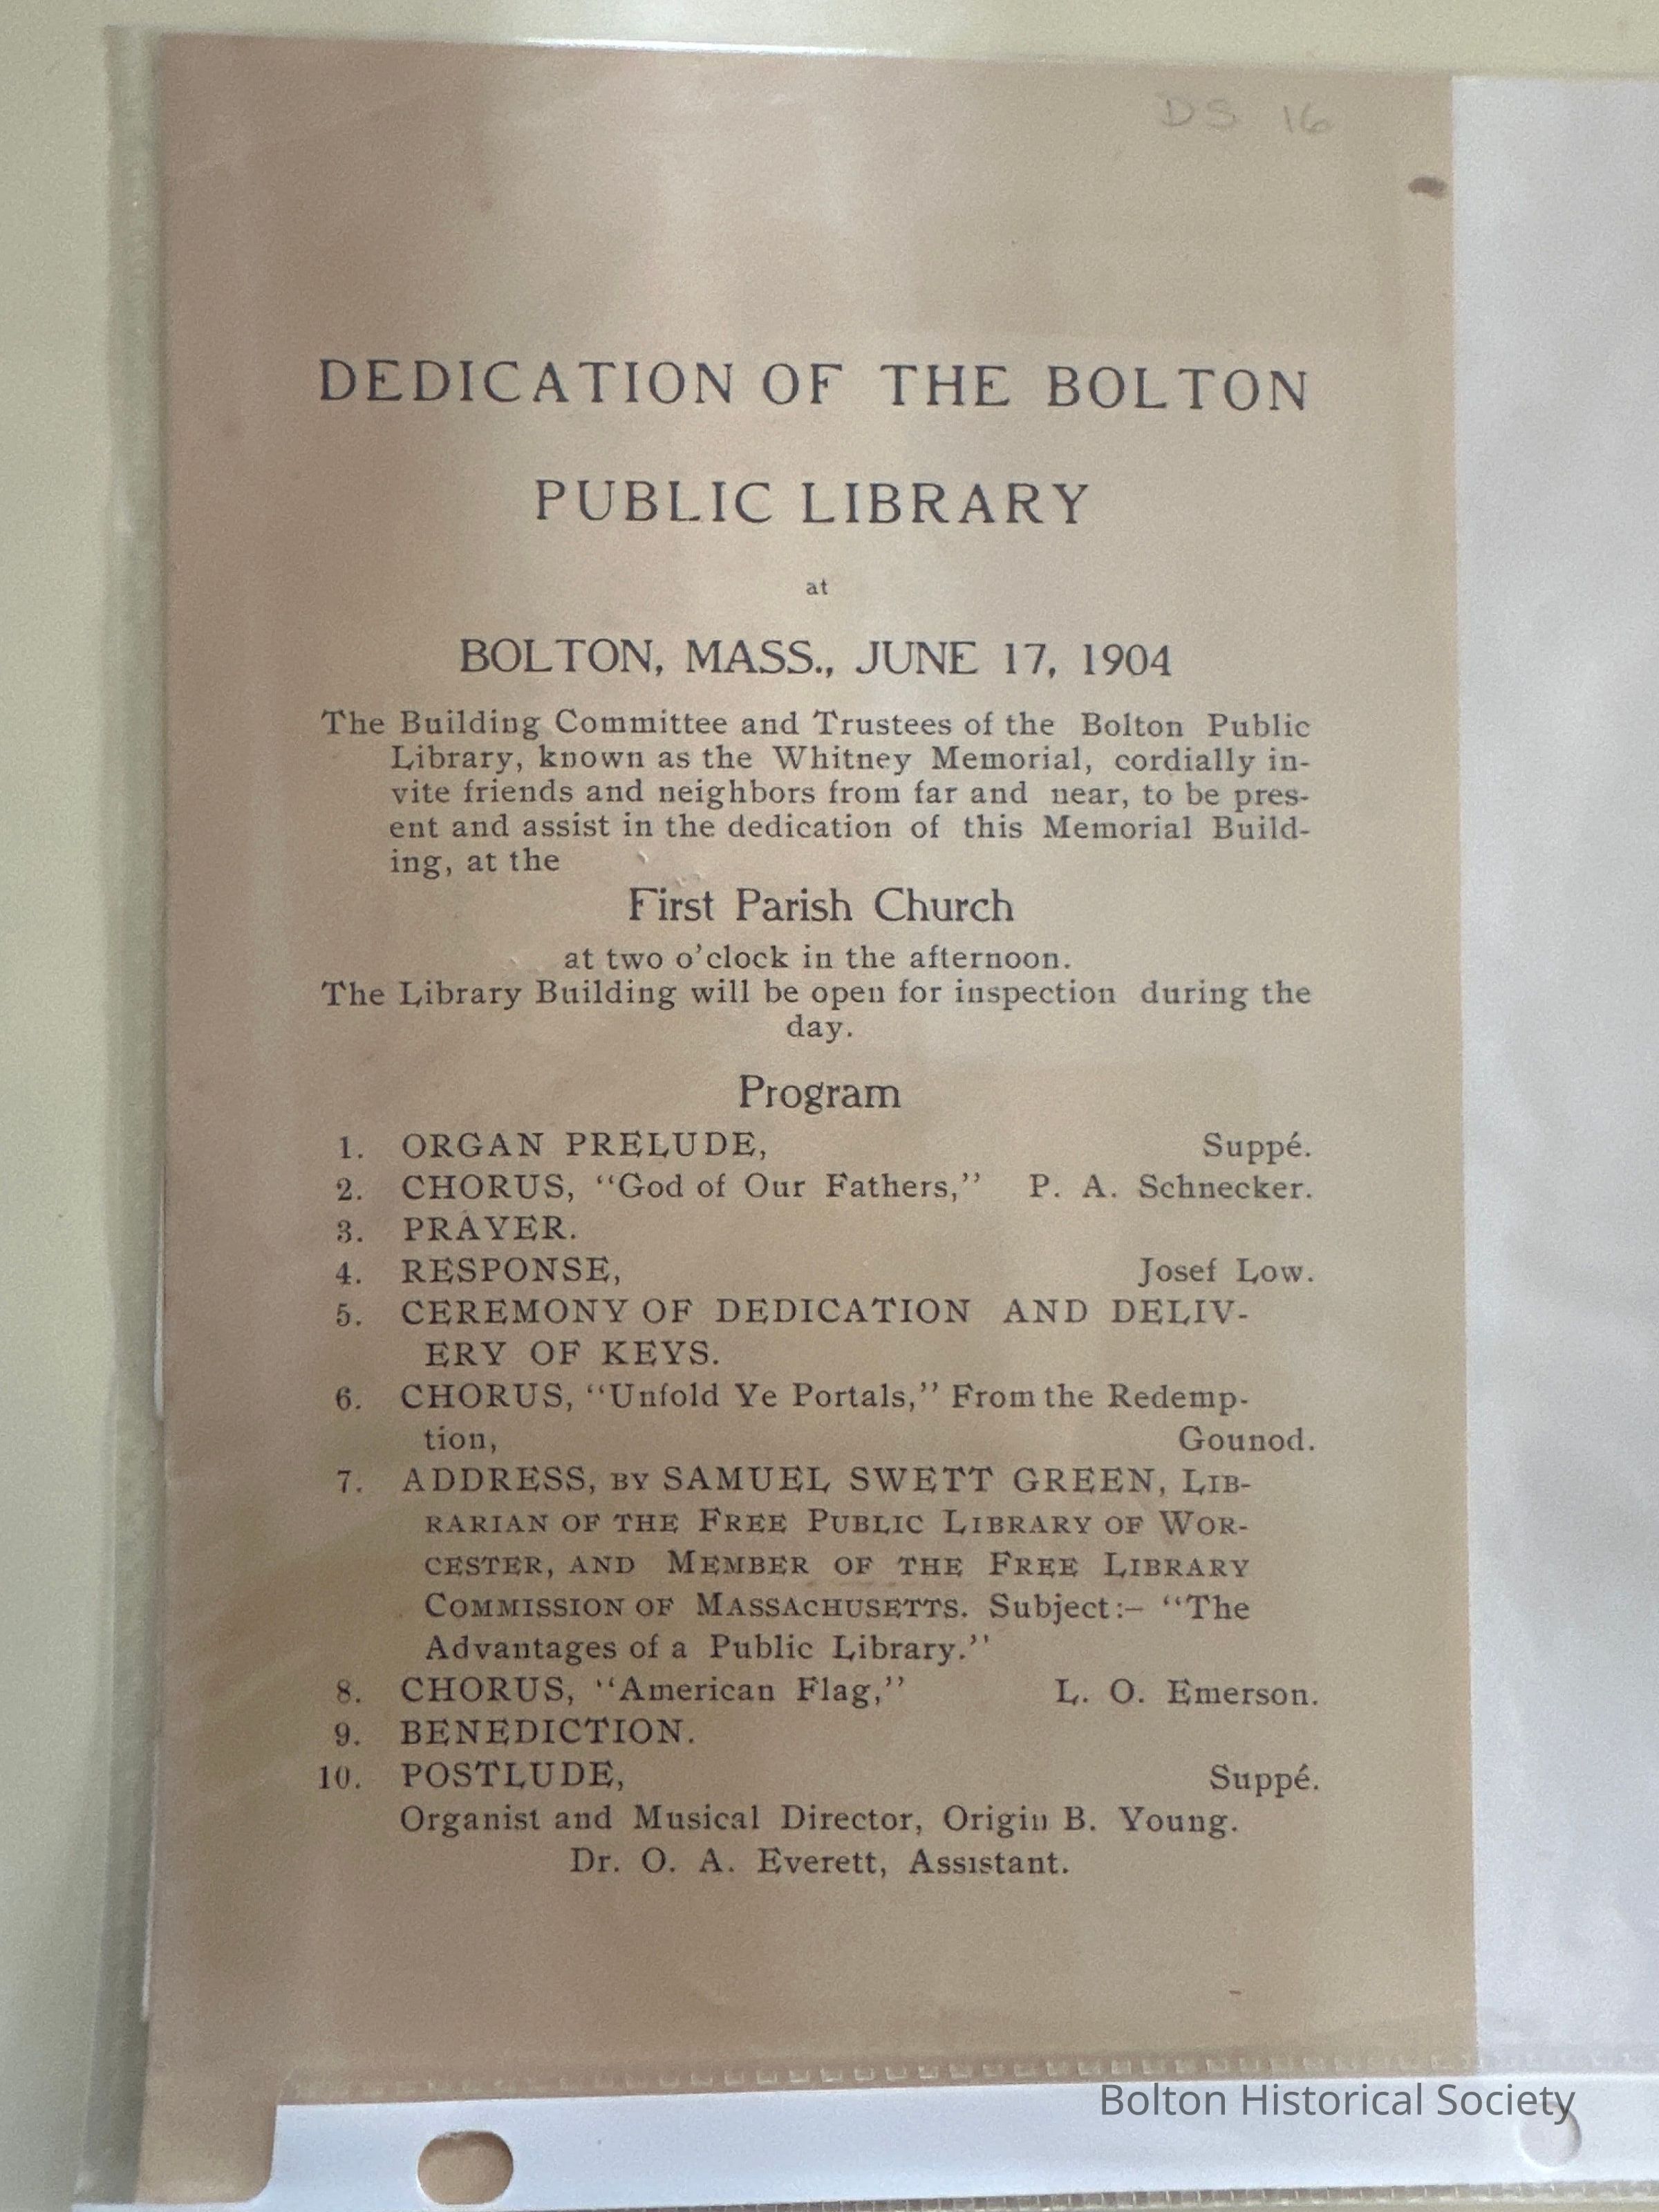 DS 16
DEDICATION OF THE BOLTON
PUBLIC LIBRARY
at
BOLTON, MASS., JUNE 17, 1904
The Building Committee and Trustees of the Bolton Public
Library, known as the Whitney Memorial, cordially in-
vite friends and neighbors from far and near, to be pres-
ent and assist in the dedication of this Memorial Build-
ing, at the
First Parish Church
at two o'clock in the afternoon.
The Library Building will be open for inspection during the
day.
Program
1. ORGAN PRELUDE, Suppé.
2. CHORUS, "God of Our Fathers," P. A. Schnecker.
3. PRAYER.
4. RESPONSE, Josef Low.
5. CEREMONY OF DEDICATION AND DELIV-
ERY OF KEYS.
6. CHORUS, "Unfold Ye Portals," From the Redemp-
tion, Gounod.
7. ADDRESS, BY SAMUEL SWETT GREEN, LIB-
RARIAN OF THE FREE PUBLIC LIBRARY OF WOR-
CESTER, AND MEMBER OF THE FREE LIBRARY
COMMISSION OF MASSACHUSETTS. Subject:– "The
Advantages of a Public Library."
8. CHORUS, "American Flag," L. O. Emerson.
9. BENEDICTION.
10. POSTLUDE, Suppé.
Organist and Musical Director, Origin B. Young.
Dr. O. A. Everett, Assistant.
Bolton Historical Society